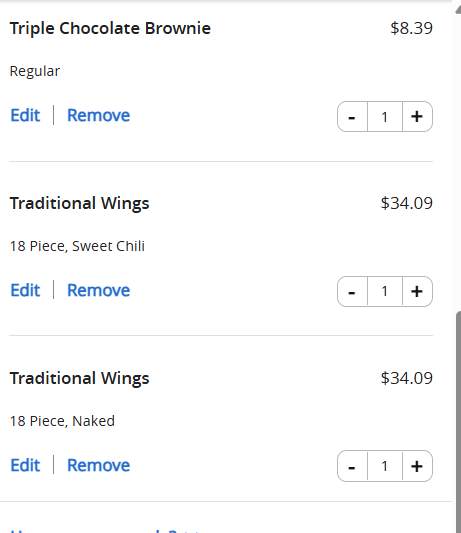 Triple Chocolate Brownie $8.39
Regular
Edit | Remove - 1 +
Traditional Wings $34.09
18 Piece, Sweet Chili
Edit | Remove - 1 +
Traditional Wings $34.09
18 Piece, Naked
Edit | Remove - 1 +